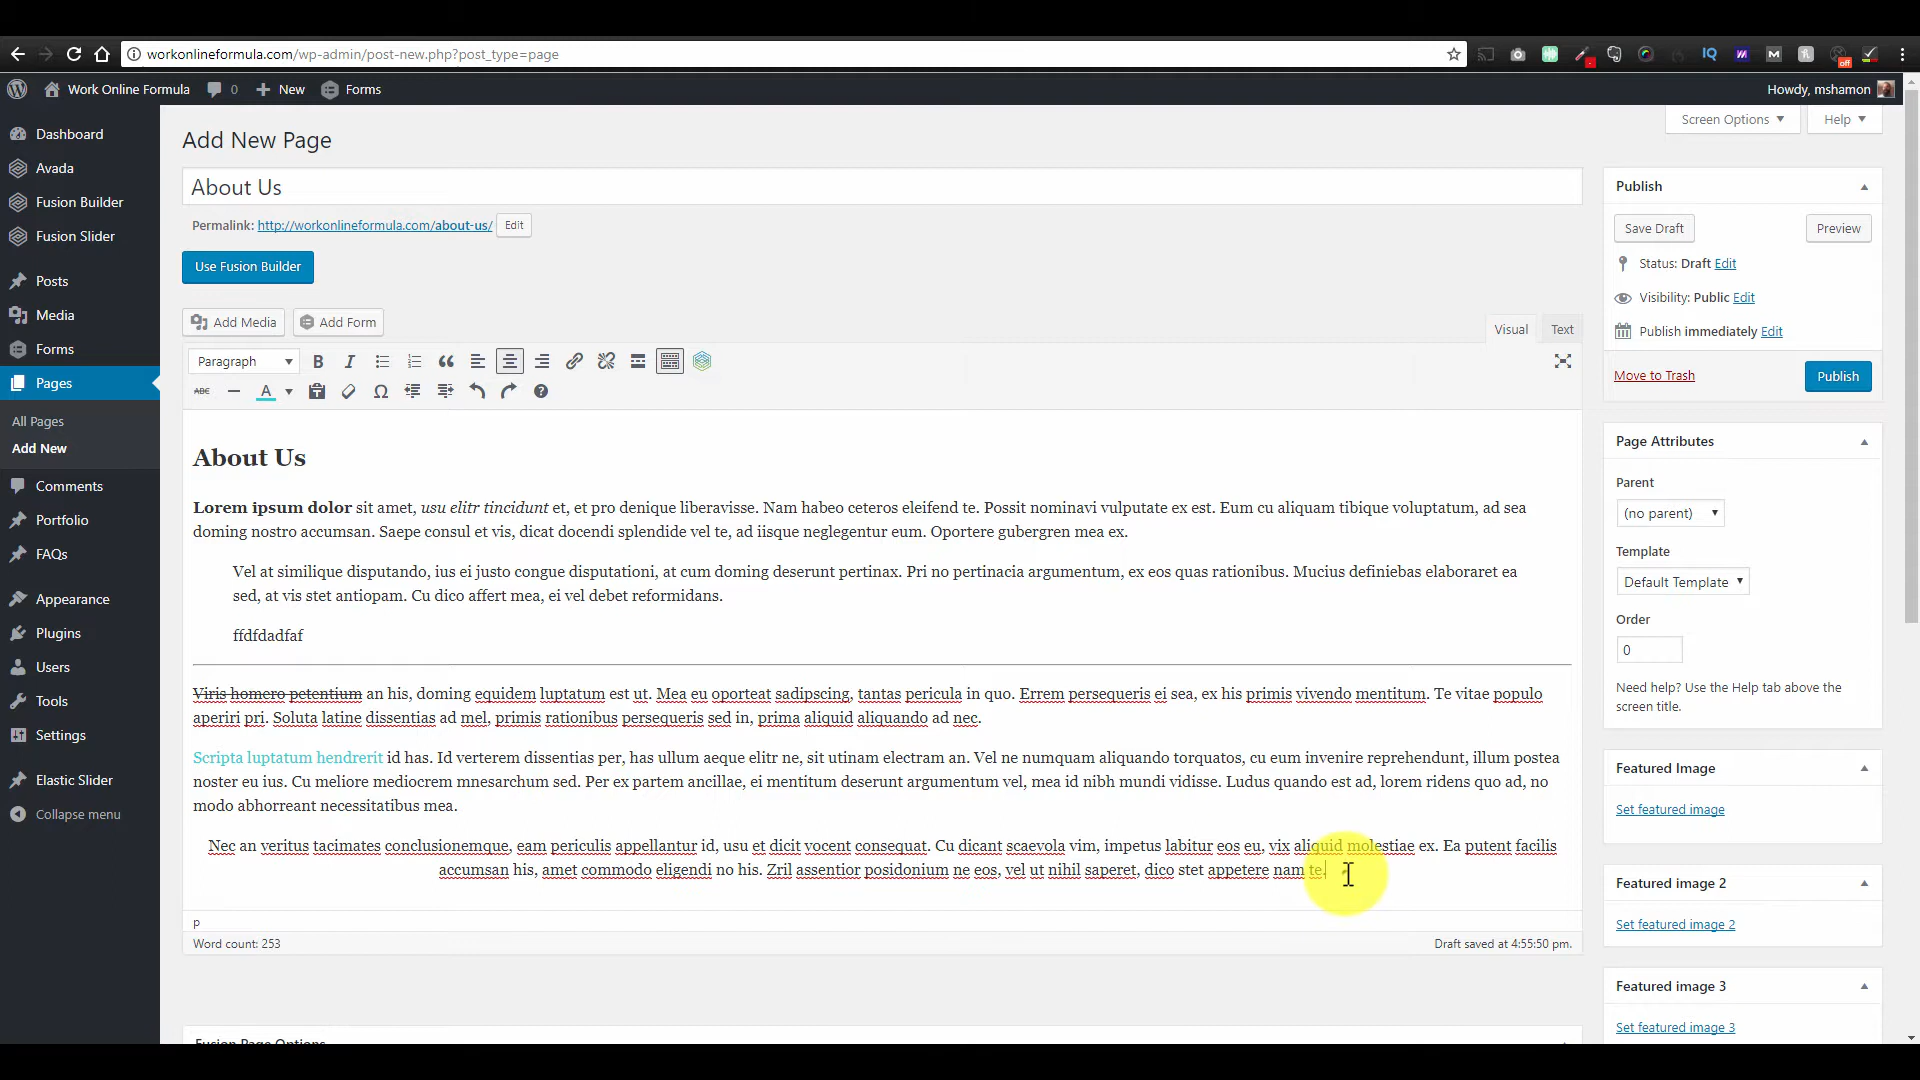 workonlineformula.com/wp-admin/post-new.php?post_type=page
off
Work Online Formula 0 New Forms Howdy, mshamon
Dashboard
Avada
Fusion Builder
Fusion Slider
Posts
Media
Forms
Pages
All Pages
Add New
Comments
Portfolio
FAQs
Appearance
Plugins
Users
Tools
Settings
Elastic Slider
Collapse menu
Screen Options Help
Add New Page
About Us
Permalink: http://workonlineformula.com/about-us/ Edit
Use Fusion Builder
Add Media Add Form
Visual Text
Paragraph
ABC
About Us
Lorem ipsum dolor sit amet, usu elitr tincidunt et, et pro denique liberavisse. Nam habeo ceteros eleifend te. Possit nominavi vulputate ex est. Eum cu aliquam tibique voluptatum, ad sea
doming nostro accumsan. Saepe consul et vis, dicat docendi splendide vel te, ad iisque neglegentur eum. Oportere gubergren mea ex.
Vel at similique disputando, ius ei justo congue disputationi, at cum doming deserunt pertinax. Pri no pertinacia argumentum, ex eos quas rationibus. Mucius definiebas elaboraret ea
sed, at vis stet antiopam. Cu dico affert mea, ei vel debet reformidans.
ffdfdadfaf
Viris homero petentium an his, doming equidem luptatum est ut. Mea eu oporteat sadipscing, tantas pericula in quo. Errem persequeris ei sea, ex his primis vivendo mentitum. Te vitae populo
aperiri pri. Soluta latine dissentias ad mel, primis rationibus persequeris sed in, prima aliquid aliquando ad nec.
Scripta luptatum hendrerit id has. Id verterem dissentias per, has ullum aeque elitr ne, sit utinam electram an. Vel ne numquam aliquando torquatos, cu eum invenire reprehendunt, illum postea
noster eu ius. Cu meliore mediocrem mnesarchum sed. Per ex partem ancillae, ei mentitum deserunt argumentum vel, mea id nibh mundi vidisse. Ludus quando est ad, lorem ridens quo ad, no
modo abhorreant necessitatibus mea.
Nec an veritus tacimates conclusionemque, eam periculis appellantur id, usu et dicit vocent consequat. Cu dicant scaevola vim, impetus labitur eos eu, vix aliquid molestiae ex. Ea putent facilis
accumsan his, amet commodo eligendi no his. Zril assentior posidonium ne eos, vel ut nihil saperet, dico stet appetere nam te.
p
Word count: 253 Draft saved at 4:55:50 pm.
Fusion Page Options
Publish
Save Draft Preview
Status: Draft Edit
Visibility: Public Edit
Publish immediately Edit
Move to Trash Publish
Page Attributes
Parent
(no parent)
Template
Default Template
Order
0
Need help? Use the Help tab above the
screen title.
Featured Image
Set featured image
Featured image 2
Set featured image 2
Featured image 3
Set featured image 3